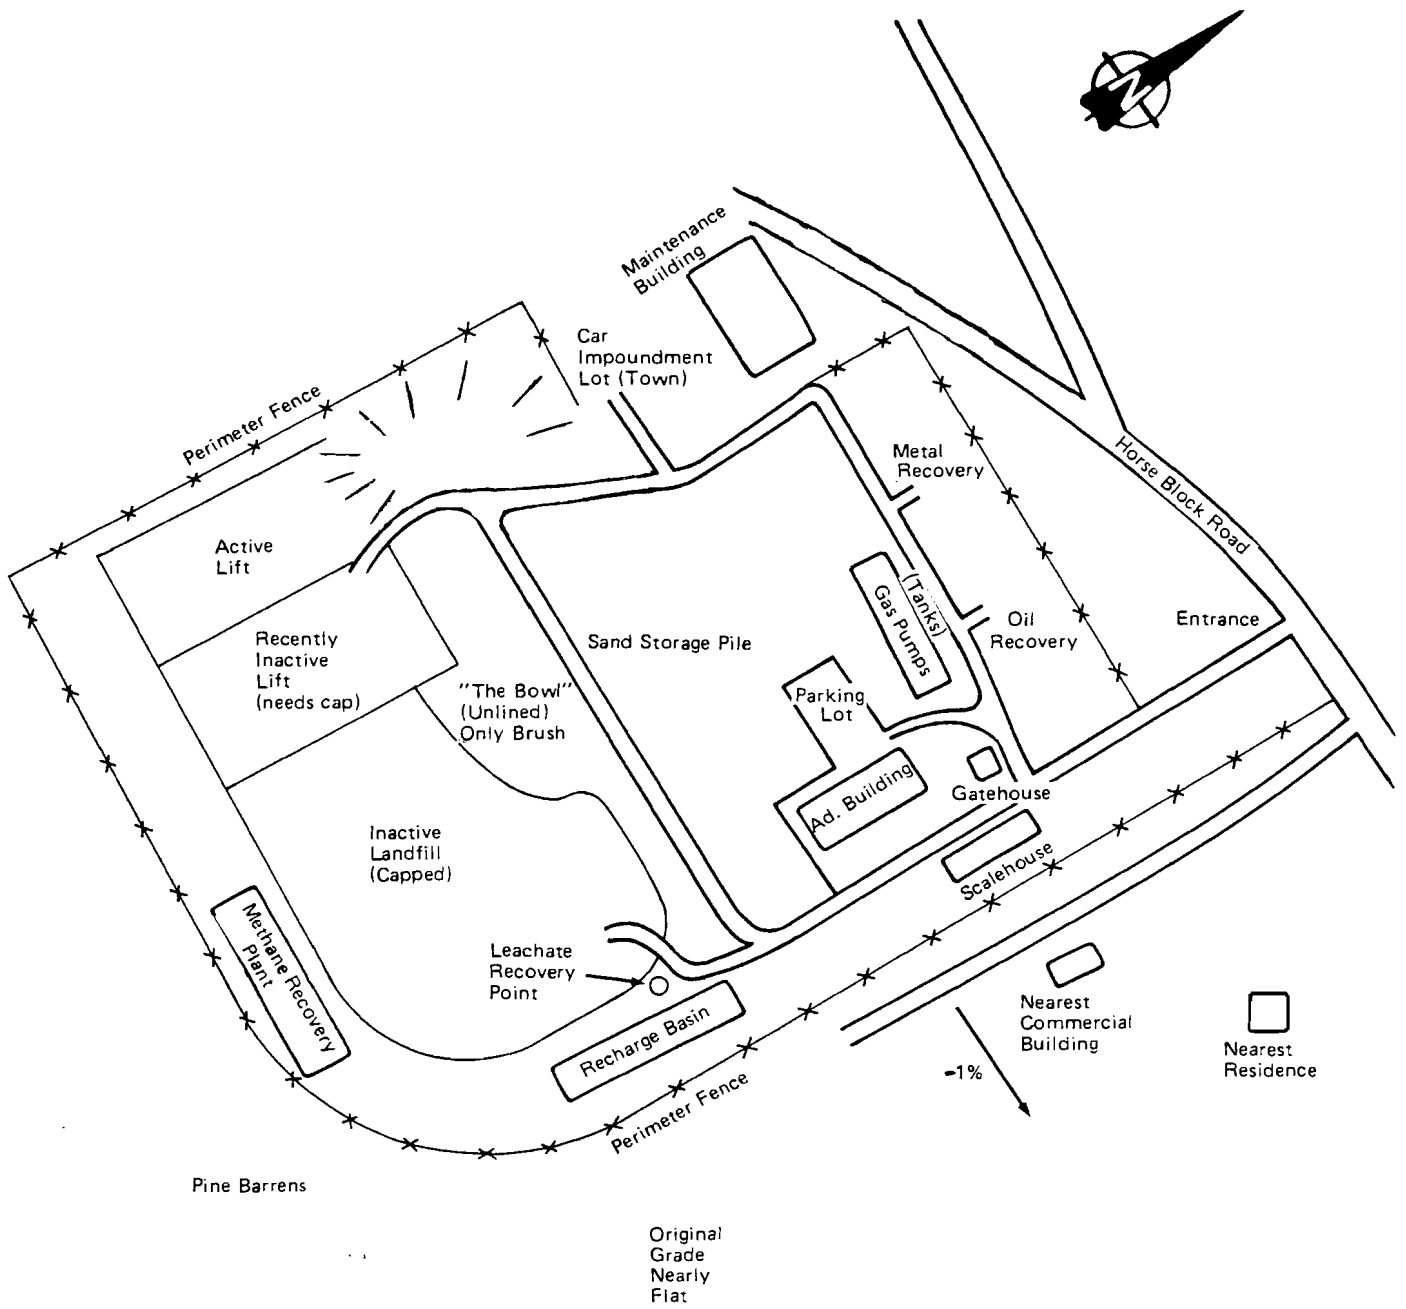 N
Maintenance
Building
Car
Impoundment
Lot (Town)
Perimeter Fence
Metal
Recovery
Horse Block Road
Active
Lift
(Tanks)
Gas Pumps
Oil
Recovery
Entrance
Recently
Inactive
Lift
(needs cap)
Sand Storage Pile
"The Bowl"
(Unlined)
Only Brush
Parking
Lot
Ad. Building
Gatehouse
Inactive
Landfill
(Capped)
Scalehouse
Methane Recovery
Plant
Leachate
Recovery
Point
Recharge Basin
Nearest
Commercial
Building
Nearest
Residence
-1%
Perimeter Fence
Pine Barrens
Original
Grade
Nearly
Flat